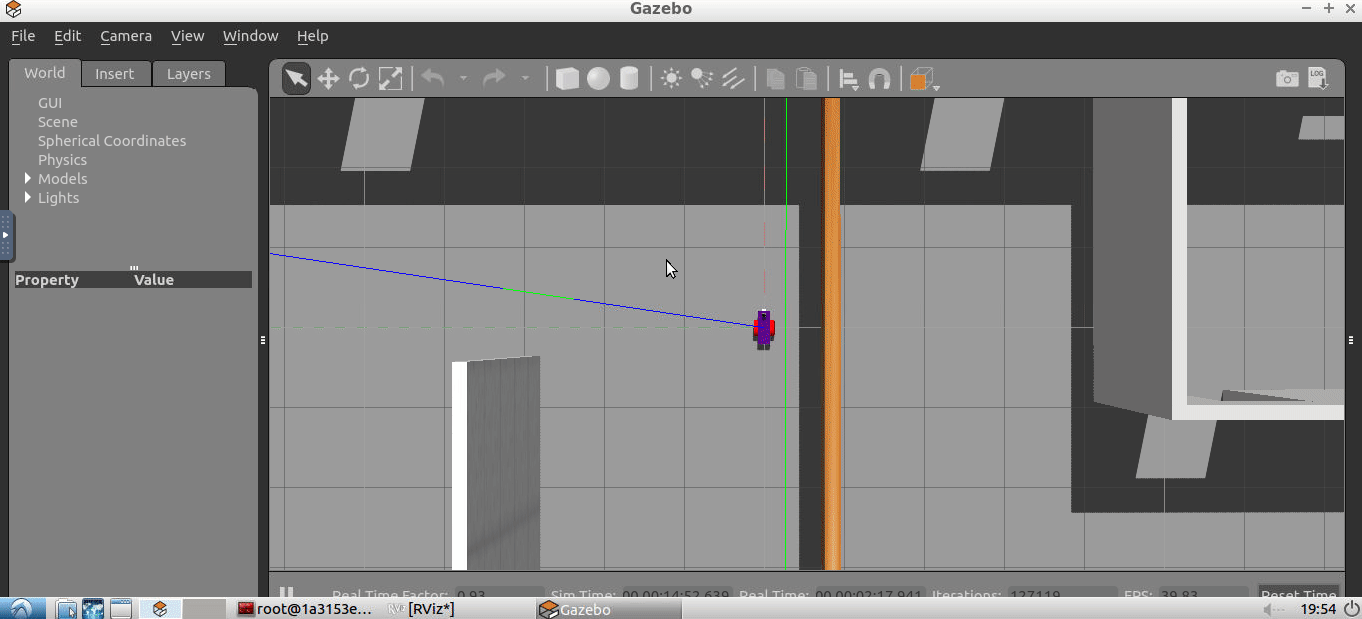 Gazebo
File Edit Camera View Window Help
World Insert Layers
LOG
GUI
Scene
Spherical Coordinates
Physics
Models
Lights
Property Value
Real Time Factor: 0.93 Sim Time: 00 00:14:52.639 Real Time: 00 00:02:17.941 Iterations: 127119 FPS: 39.83 Reset Time
root@1a3153e... [RViz*] Gazebo 19:54